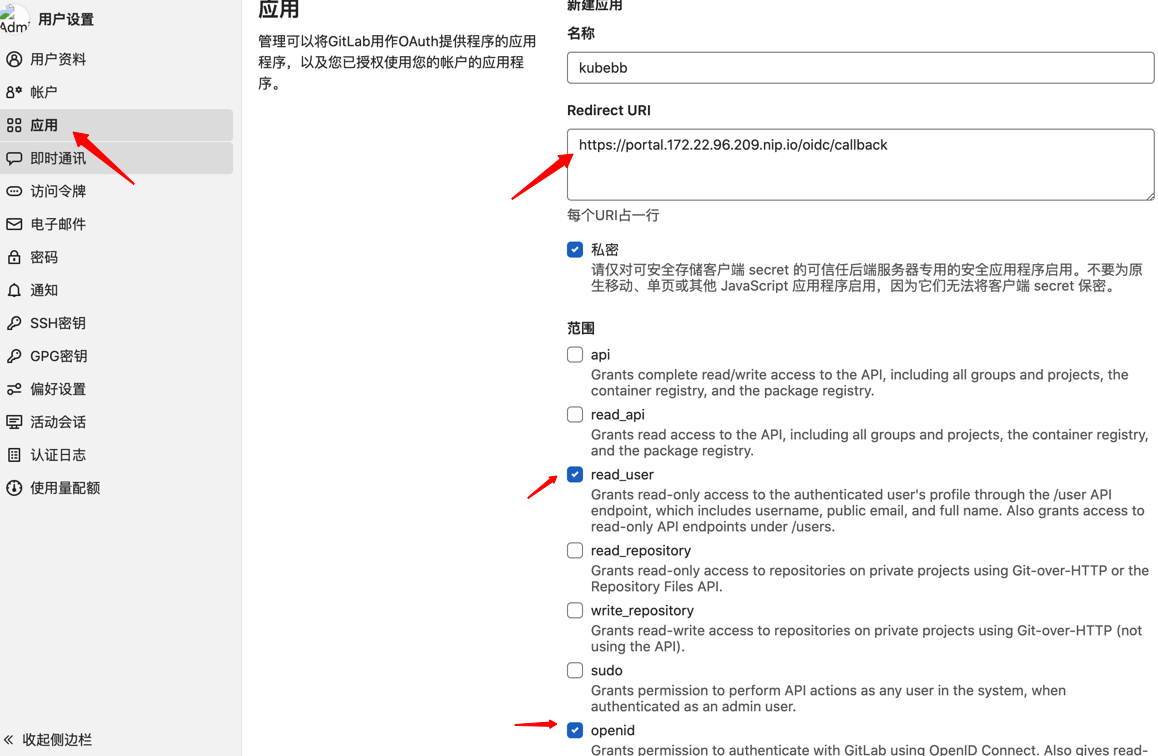 Adm
用户设置
用户资料
帐户
应用
即时通讯
访问令牌
电子邮件
密码
通知
SSH密钥
GPG密钥
偏好设置
活动会话
认证日志
使用量配额
收起侧边栏
应用
管理可以将GitLab用作OAuth提供程序的应用
程序，以及您已授权使用您的帐户的应用程
序。
新建应用
名称
kubebb
Redirect URI
https://portal.172.22.96.209.nip.io/oidc/callback
每个URI占一行
私密
请仅对可安全存储客户端 secret 的可信任后端服务器专用的安全应用程序启用。不要为原
生移动、单页或其他 JavaScript 应用程序启用，因为它们无法将客户端 secret 保密。
范围
api
Grants complete read/write access to the API, including all groups and projects, the
container registry, and the package registry.
read_api
Grants read access to the API, including all groups and projects, the container registry,
and the package registry.
read_user
Grants read-only access to the authenticated user's profile through the /user API
endpoint, which includes username, public email, and full name. Also grants access to
read-only API endpoints under /users.
read_repository
Grants read-only access to repositories on private projects using Git-over-HTTP or the
Repository Files API.
write_repository
Grants read-write access to repositories on private projects using Git-over-HTTP (not
using the API).
sudo
Grants permission to perform API actions as any user in the system, when
authenticated as an admin user.
openid
Grants permission to authenticate with GitLab using OpenID Connect. Also gives read-